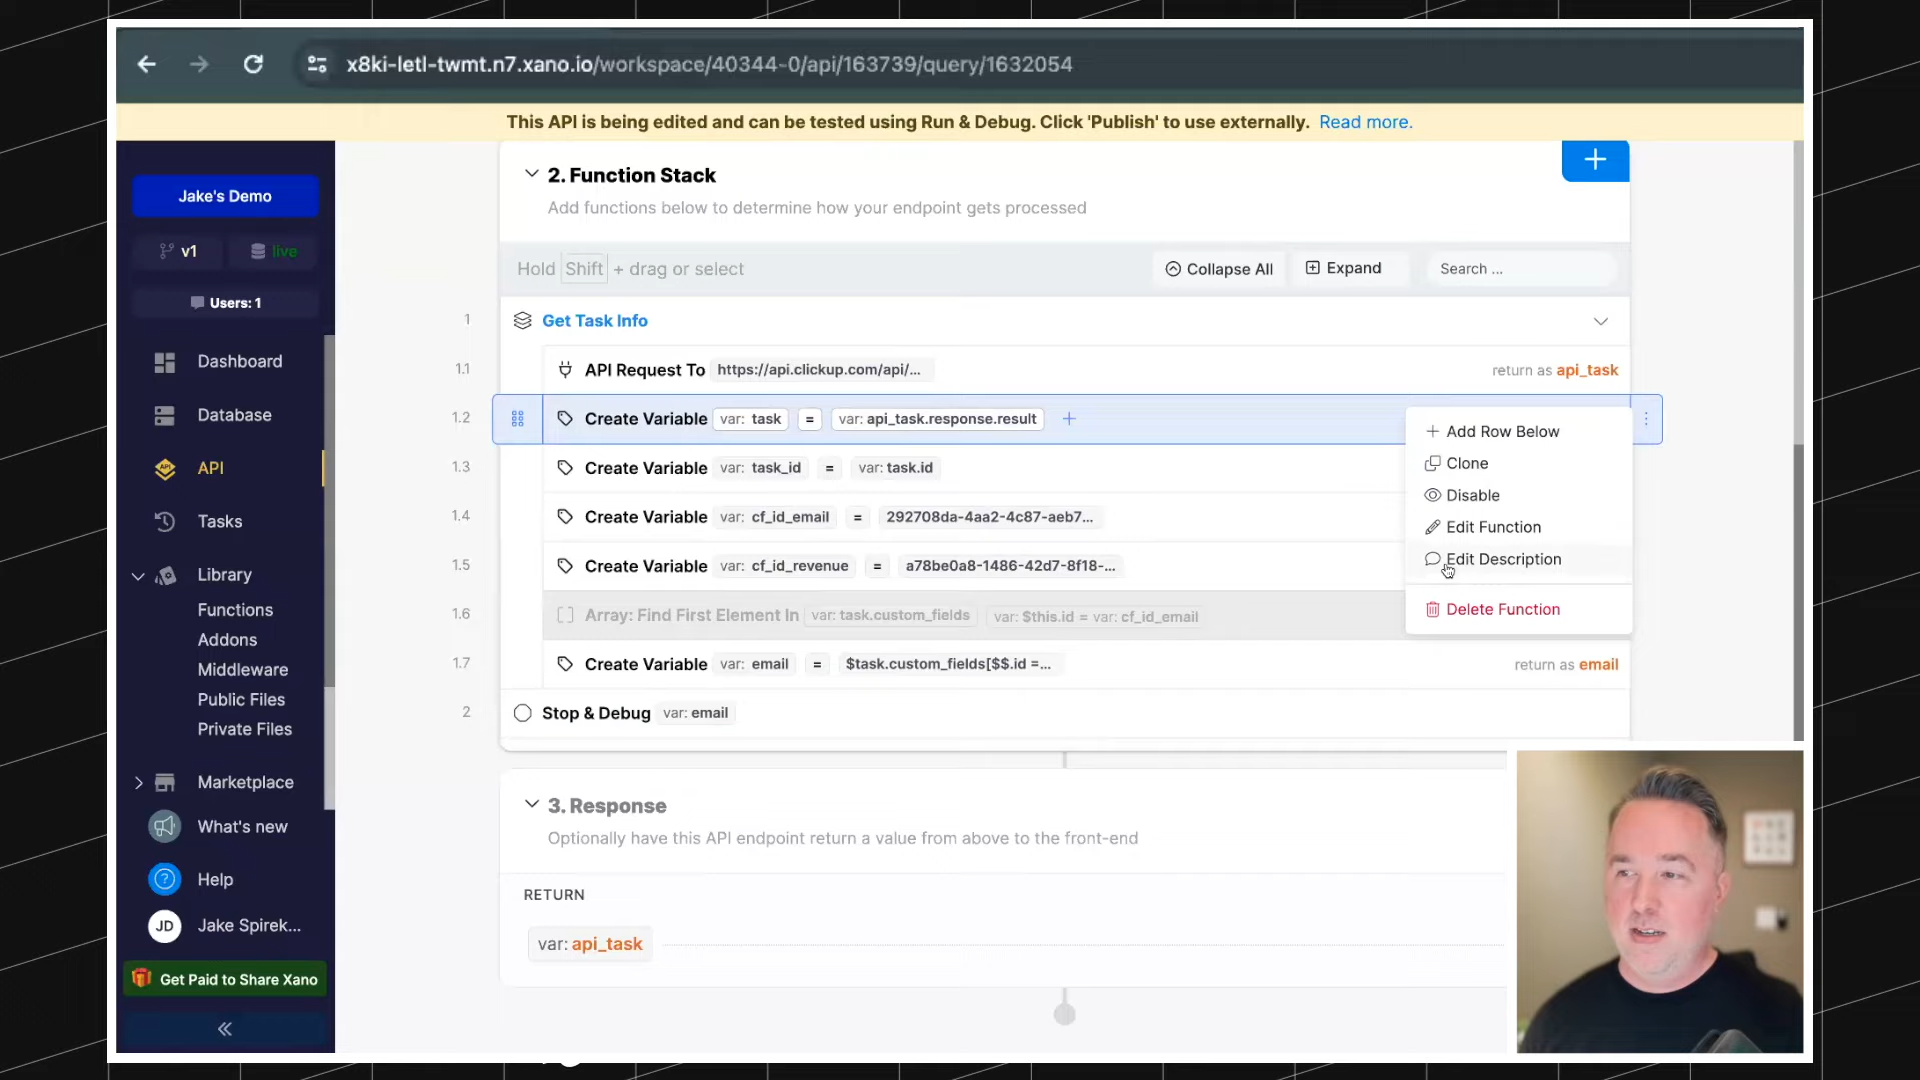 x8ki-letl-twmt.n7.xano.io/workspace/40344-0/api/163739/query/1632054
This API is being edited and can be tested using Run & Debug. Click 'Publish' to use externally. Read more.
Jake's Demo
v1
live
Users: 1
Dashboard
Database
API
Tasks
Library
Functions
Addons
Middleware
Public Files
Private Files
Marketplace
What's new
Help
JD Jake Spirek...
Get Paid to Share Xano
2. Function Stack
Add functions below to determine how your endpoint gets processed
Hold Shift + drag or select
Collapse All
Expand
Search ...
1 Get Task Info
1.1 API Request To https://api.clickup.com/api/... return as api_task
1.2 Create Variable var: task = var: api_task.response.result
1.3 Create Variable var: task_id = var: task.id
1.4 Create Variable var: cf_id_email = 292708da-4aa2-4c87-aeb7...
1.5 Create Variable var: cf_id_revenue = a78be0a8-1486-42d7-8f18-...
1.6 Array: Find First Element In var: task.custom_fields var: $this.id = var: cf_id_email
1.7 Create Variable var: email = $task.custom_fields[$$.id =... return as email
2 Stop & Debug var: email
Add Row Below
Clone
Disable
Edit Function
Edit Description
Delete Function
3. Response
Optionally have this API endpoint return a value from above to the front-end
RETURN
var: api_task